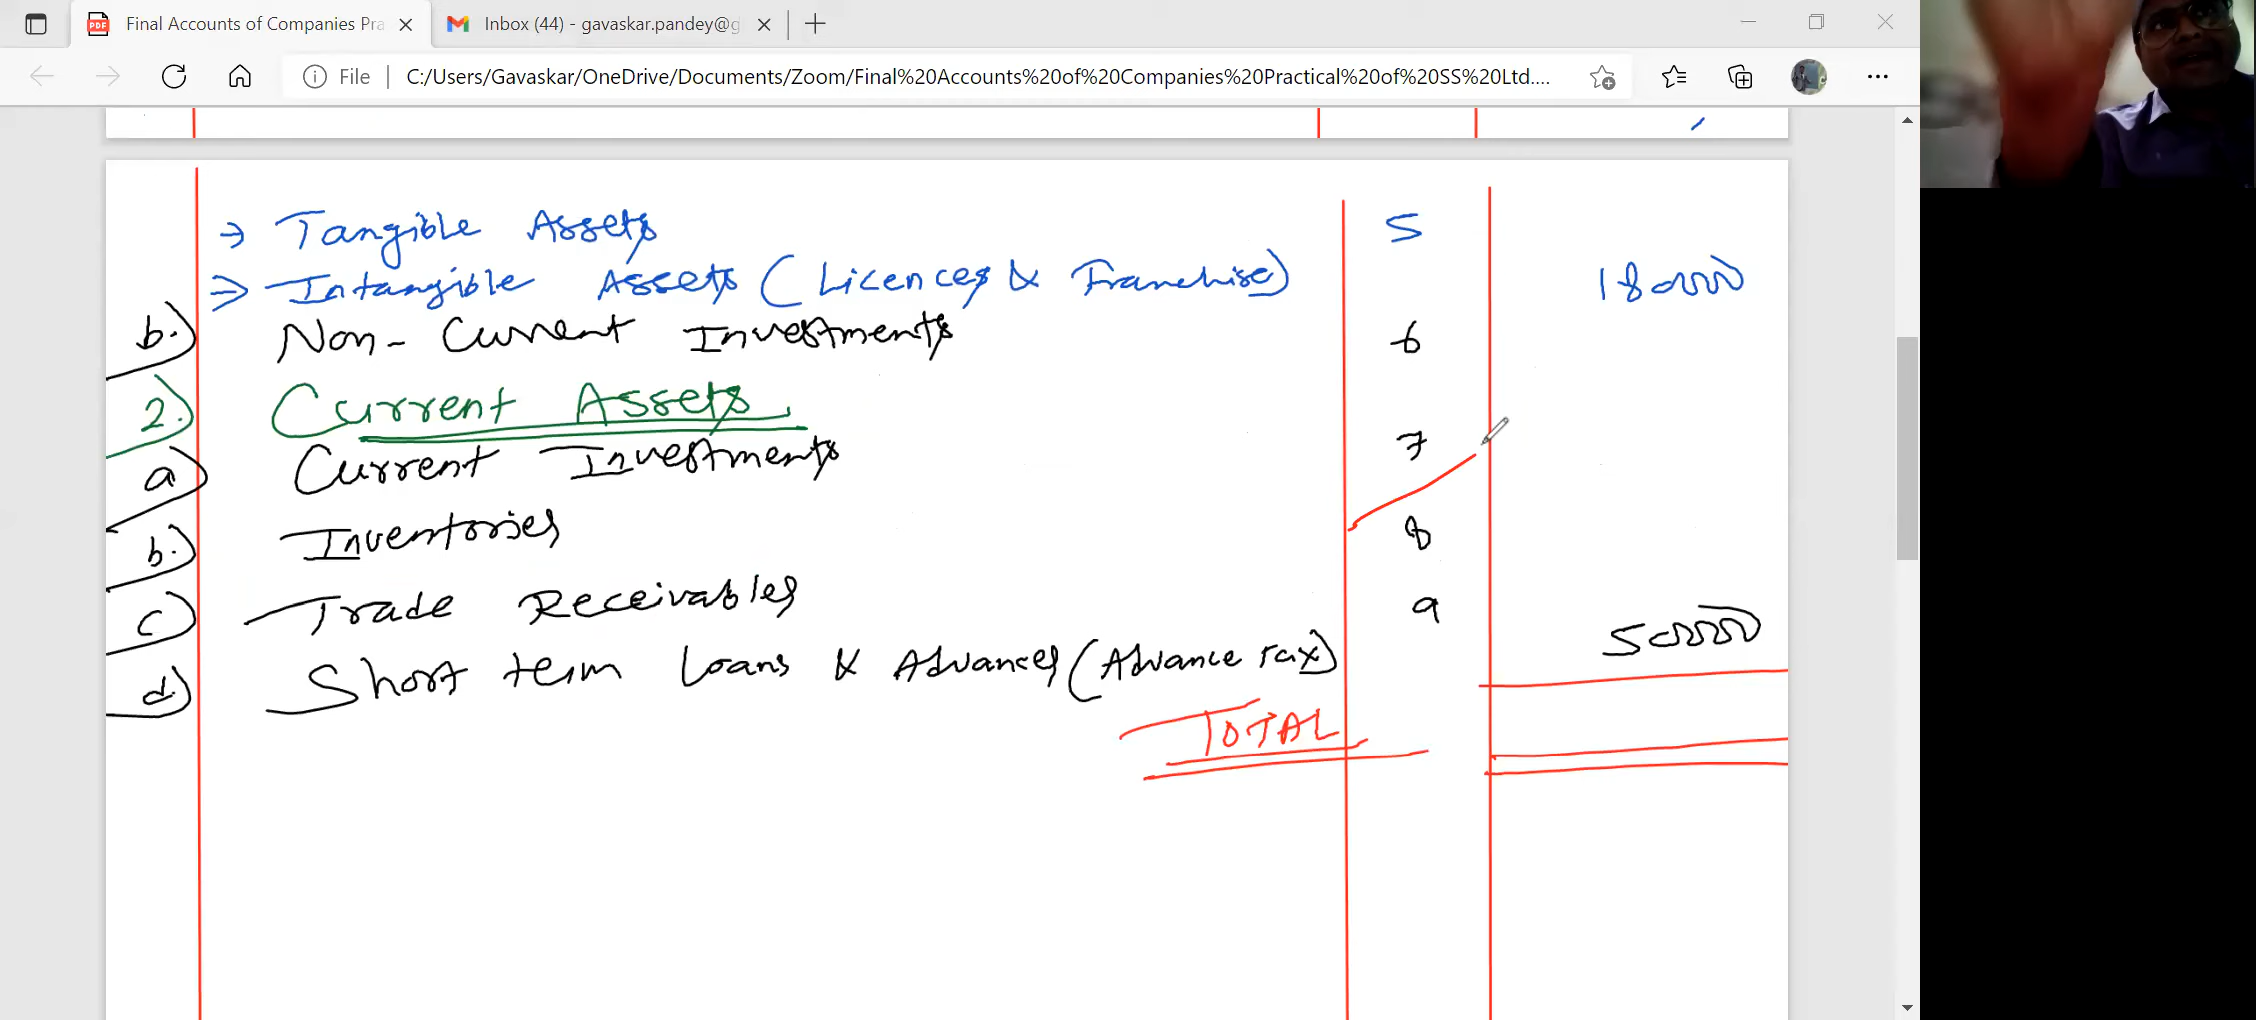 Final Accounts of Companies Pra
Inbox (44) - gavaskar.pandey@g
File C:/Users/Gavaskar/OneDrive/Documents/Zoom/Final%20Accounts%20of%20Companies%20Practical%20of%20SS%20Ltd....
→ Tangible Assets 5
⇒ Intangible Assets (Licences & Franchise)
b.) Non-Current Investments 6
2.) Current Assets
a) Current Investments 7
b.) Inventories 8
c) Trade Receivables 9
d) Short term Loans & Advances (Advance Tax)
TOTAL